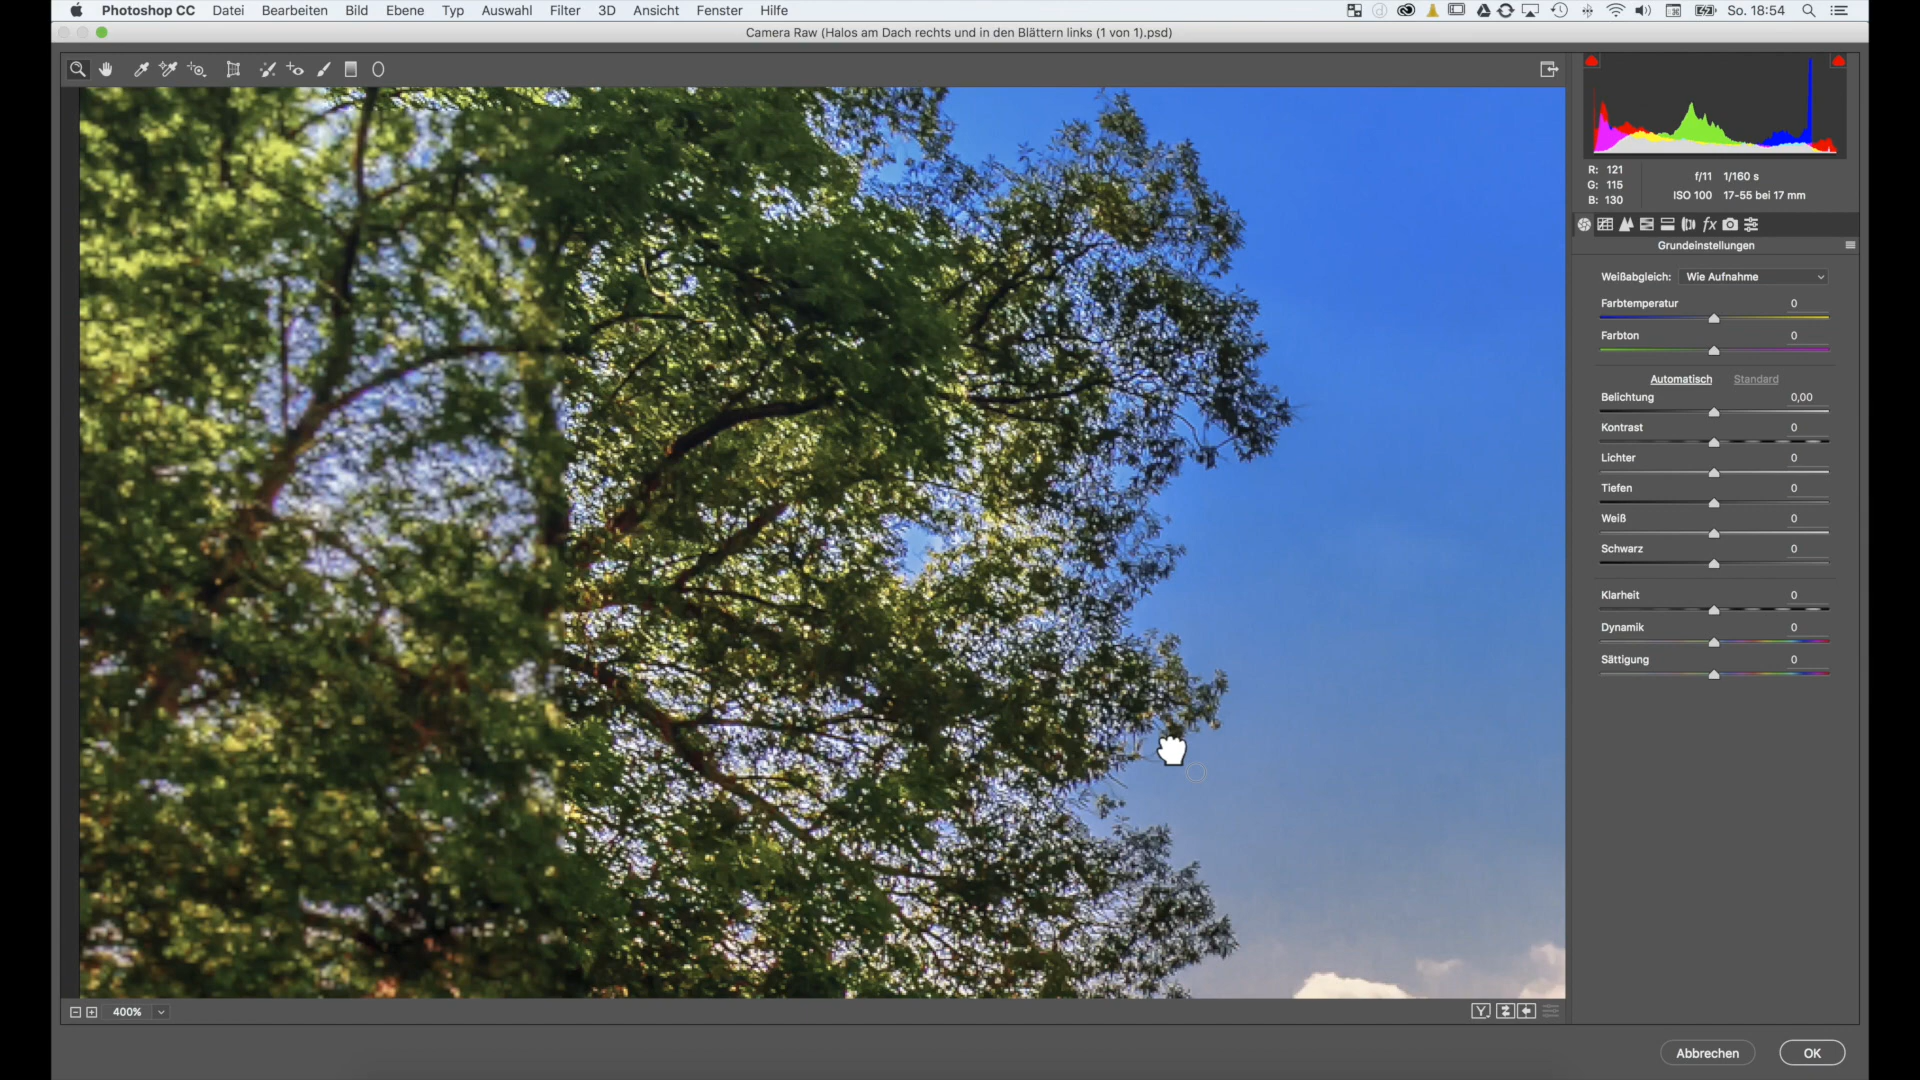 Photoshop CC Datei Bearbeiten Bild Ebene Typ Auswahl Filter 3D Ansicht Fenster Hilfe So. 18:54
Camera Raw (Halos am Dach rechts und in den Blättern links (1 von 1).psd)
R: 121
G: 115
B: 130
f/11 1/160 s
ISO 100 17-55 bei 17 mm
fx
Grundeinstellungen
Weißabgleich: Wie Aufnahme
Farbtemperatur 0
Farbton 0
Automatisch Standard
Belichtung 0,00
Kontrast 0
Lichter 0
Tiefen 0
Weiß 0
Schwarz 0
Klarheit 0
Dynamik 0
Sättigung 0
400%
Y
Abbrechen OK